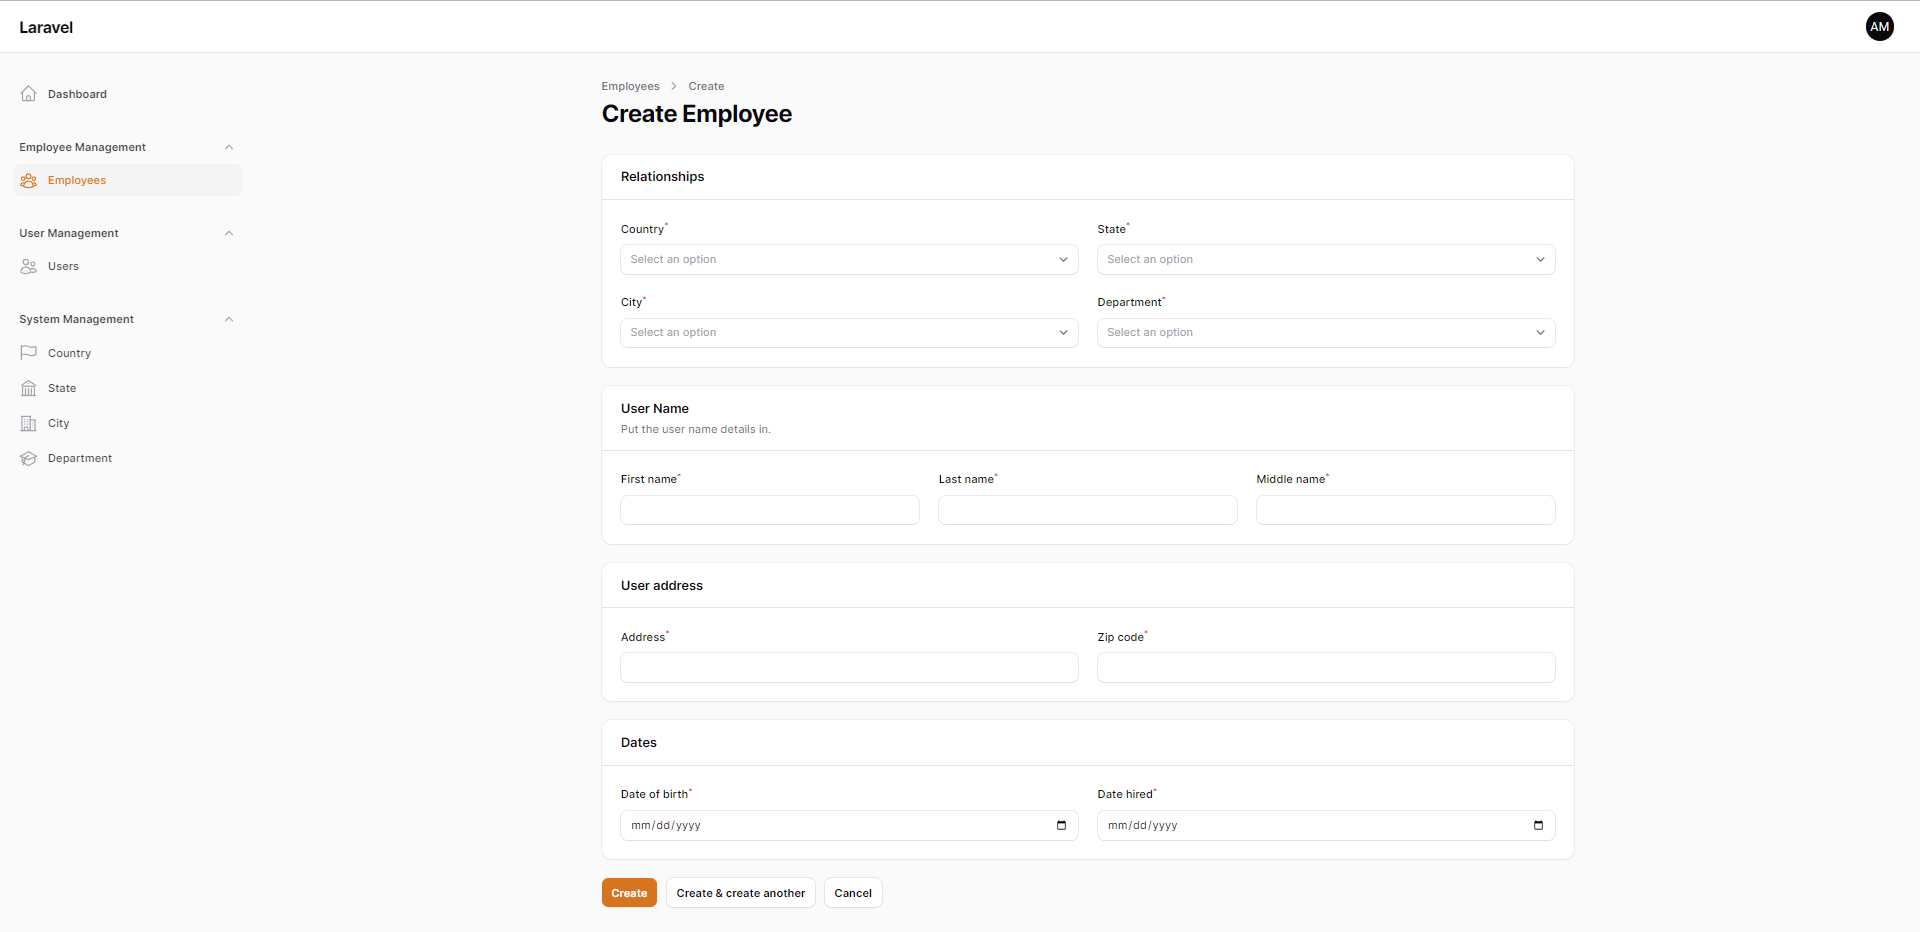 Laravel
AM
Dashboard
Employee Management
Employees
User Management
Users
System Management
Country
State
City
Department
Employees > Create
Create Employee
Relationships
Country* State*
Select an option Select an option
City* Department*
Select an option Select an option
User Name
Put the user name details in.
First name* Last name* Middle name*
User address
Address* Zip code*
Dates
Date of birth* Date hired*
mm/dd/yyyy mm/dd/yyyy
Create Create & create another Cancel